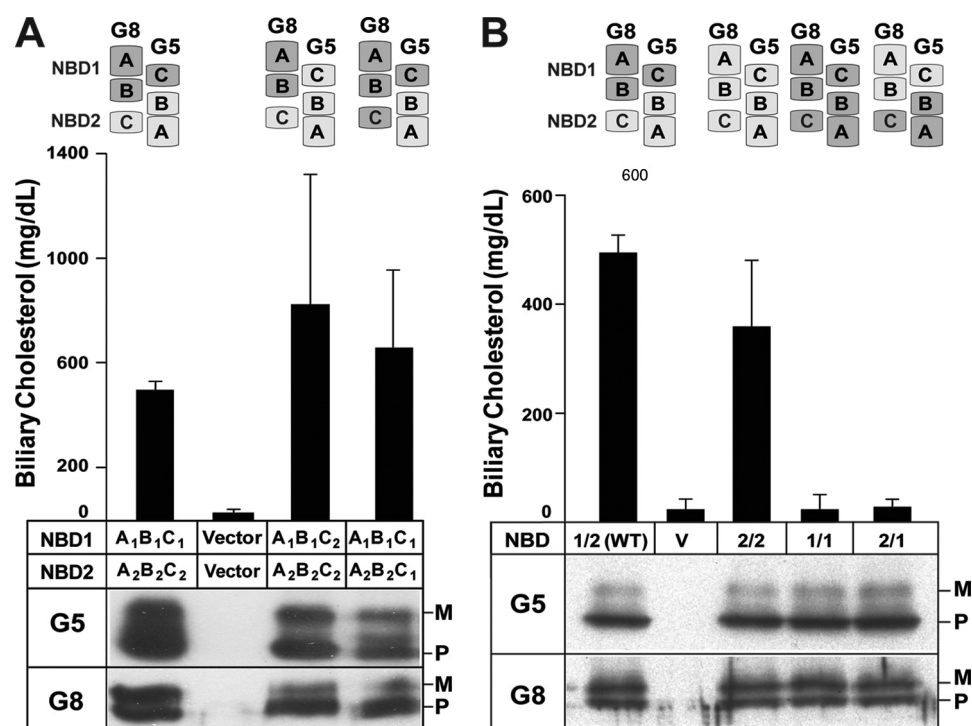 A
G8
G5
NBD1
A
C
B
B
NBD2
C
A
G8
G5
A
C
B
B
C
A
G8
G5
A
C
B
B
C
A
Biliary Cholesterol (mg/dL)
1400
1000
600
200
0
NBD1 A₁B₁C₁ Vector A₁B₁C₂ A₁B₁C₁
NBD2 A₂B₂C₂ Vector A₂B₂C₂ A₂B₂C₁
G5
M
P
G8
M
P
B
G8
G5
NBD1
A
C
B
B
NBD2
C
A
G8
G5
A
C
B
B
C
A
G8
G5
A
C
B
B
C
A
G8
G5
A
C
B
B
C
A
600
Biliary Cholesterol (mg/dL)
600
400
200
0
NBD 1/2 (WT) V 2/2 1/1 2/1
G5
M
P
G8
M
P